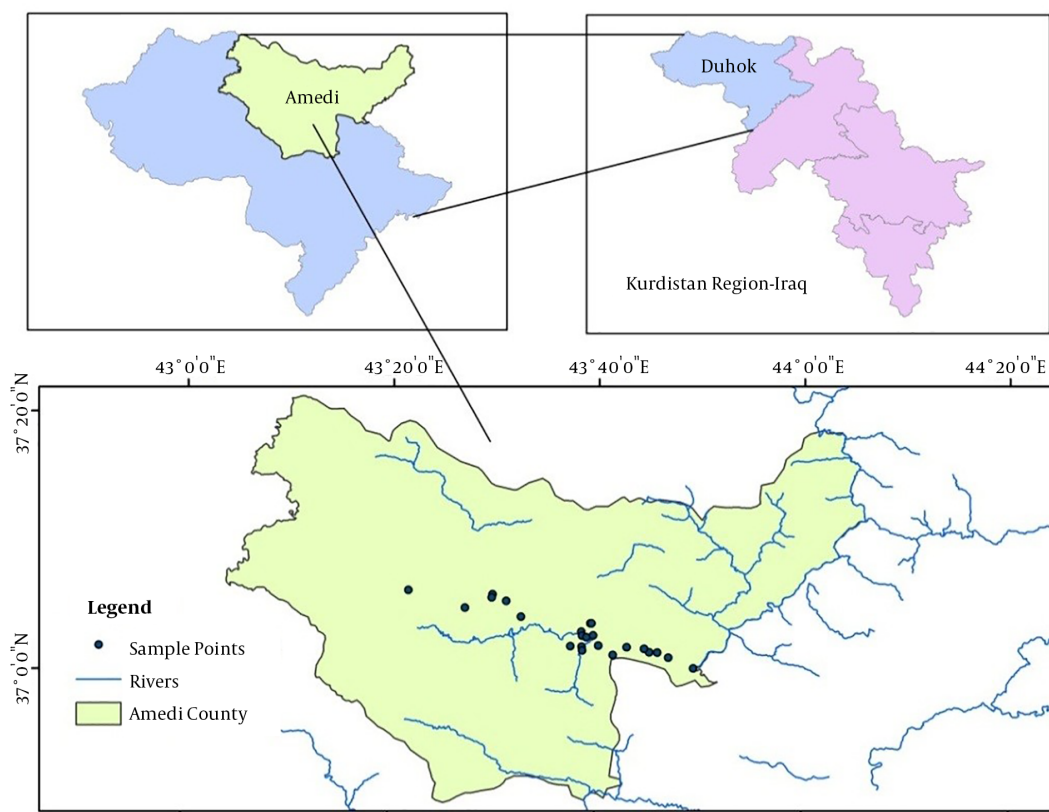 Amedi
Duhok
Kurdistan Region-Iraq
43°0'0"E
43°20'0"E
43°40'0"E
44°0'0"E
44°20'0"E
37°20'0"N
37°0'0"N
Legend
Sample Points
Rivers
Amedi County